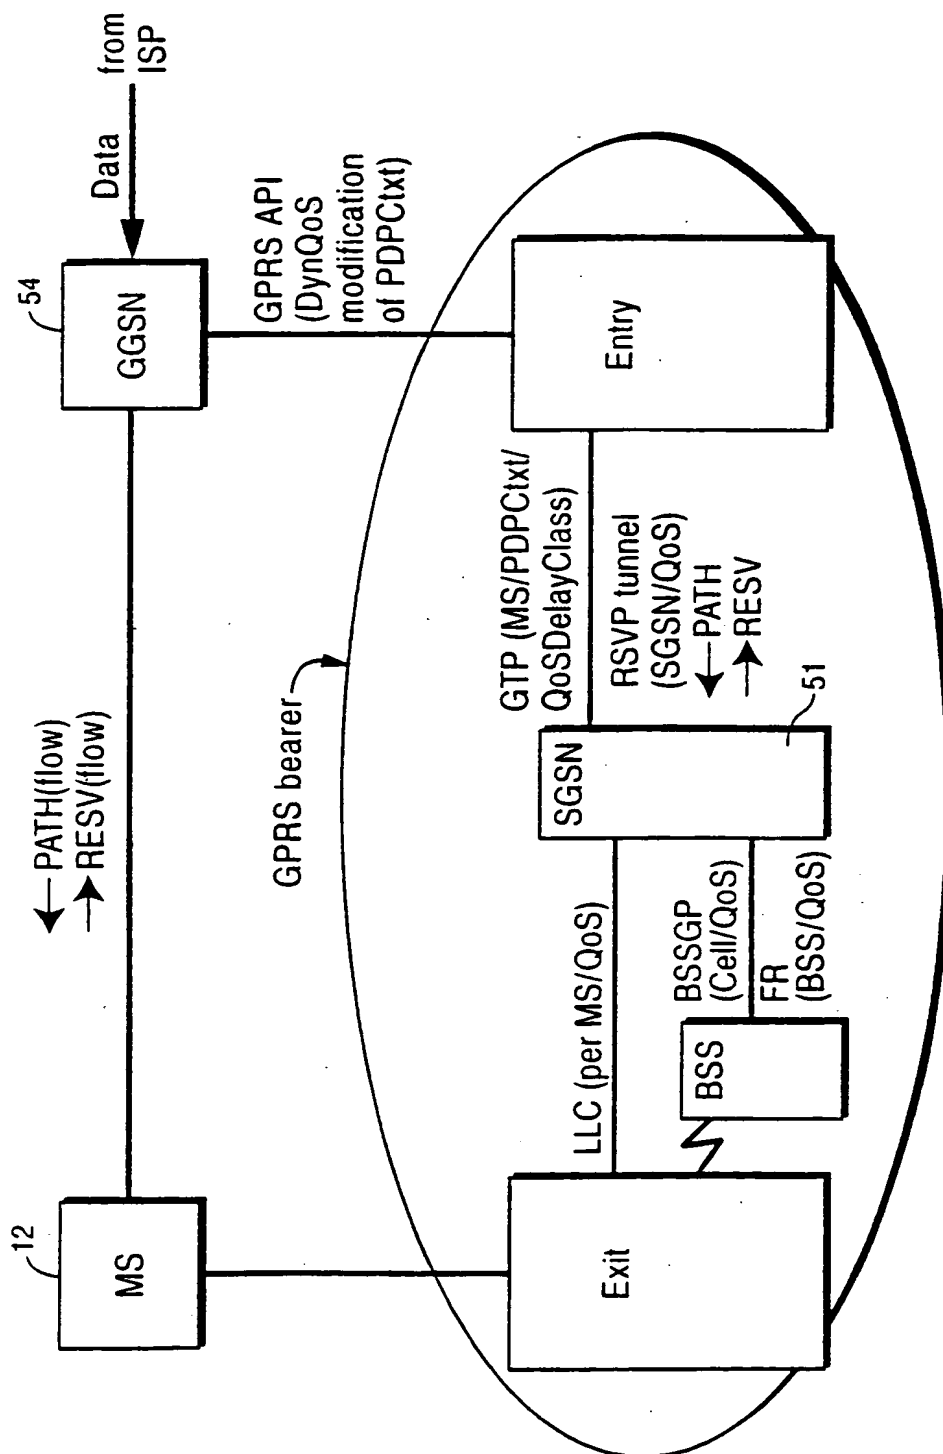 12
MS
PATH(flow)
RESV(flow)
54
GGSN
Data
from
ISP
GPRS API
(DynQoS
modification
of PDPCtxt)
GPRS bearer
Exit
LLC (per MS/QoS)
BSS
BSSGP
(Cell/QoS)
FR
(BSS/QoS)
SGSN
51
GTP (MS/PDPCtxt/
QoSDelayClass)
RSVP tunnel
(SGSN/QoS)
PATH
RESV
Entry